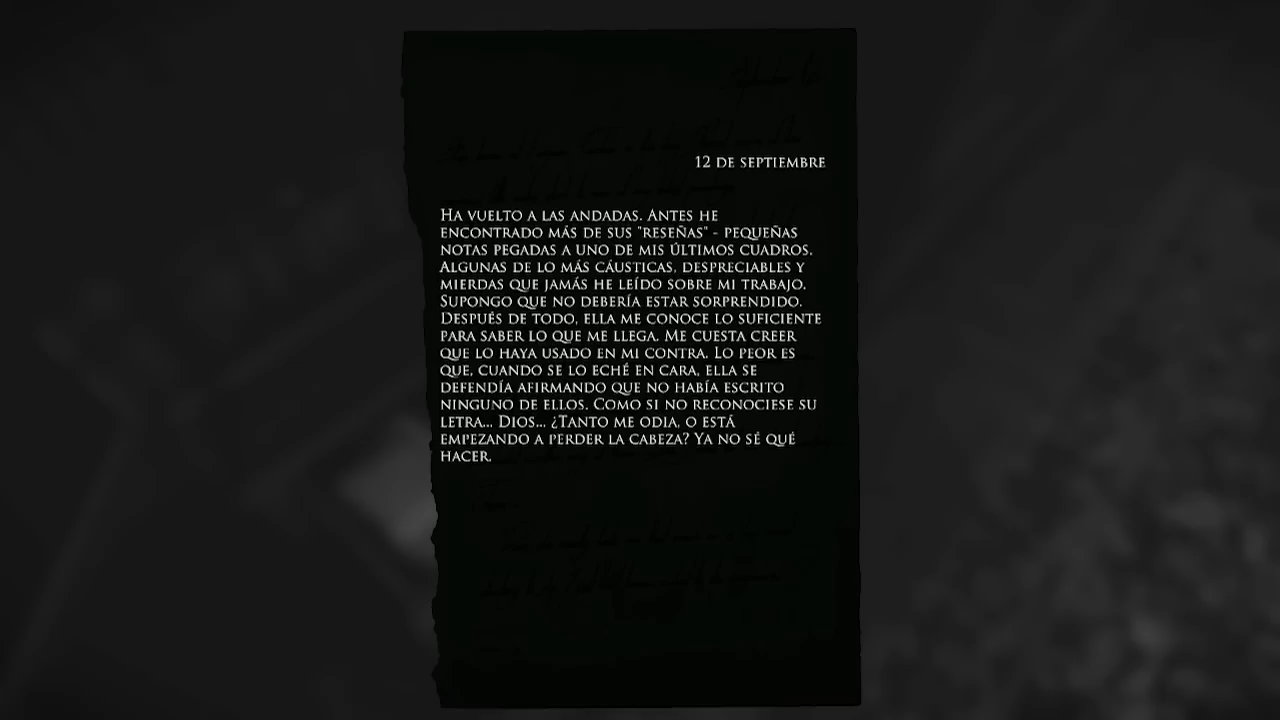 12 DE SEPTIEMBRE
HA VUELTO A LAS ANDADAS. ANTES HE
ENCONTRADO MÁS DE SUS "RESEÑAS" - PEQUEÑAS
NOTAS PEGADAS A UNO DE MIS ÚLTIMOS CUADROS.
ALGUNAS DE LO MÁS CÁUSTICAS, DESPRECIABLES Y
MIERDAS QUE JAMÁS HE LEÍDO SOBRE MI TRABAJO.
SUPONGO QUE NO DEBERÍA ESTAR SORPRENDIDO.
DESPUÉS DE TODO, ELLA ME CONOCE LO SUFICIENTE
PARA SABER LO QUE ME LLEGA. ME CUESTA CREER
QUE LO HAYA USADO EN MI CONTRA. LO PEOR ES
QUE, CUANDO SE LO ECHÉ EN CARA, ELLA SE
DEFENDÍA AFIRMANDO QUE NO HABÍA ESCRITO
NINGUNO DE ELLOS. COMO SI NO RECONOCIESE SU
LETRA... DIOS... ¿TANTO ME ODIA, O ESTÁ
EMPEZANDO A PERDER LA CABEZA? YA NO SÉ QUÉ
HACER.